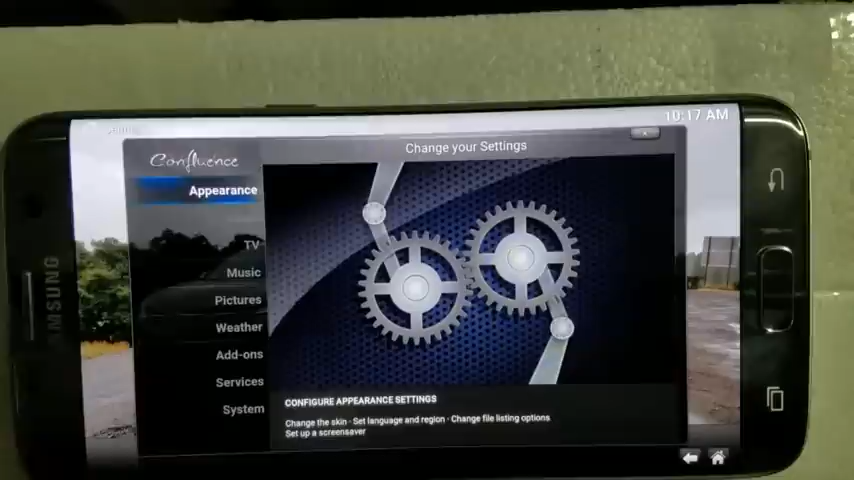 10:17 AM
Change your Settings
Confluence
Appearance
TV
Music
Pictures
Weather
Add-ons
Services
System
CONFIGURE APPEARANCE SETTINGS
Change the skin · Set language and region · Change file listing options
Set up a screensaver
SAMSUNG